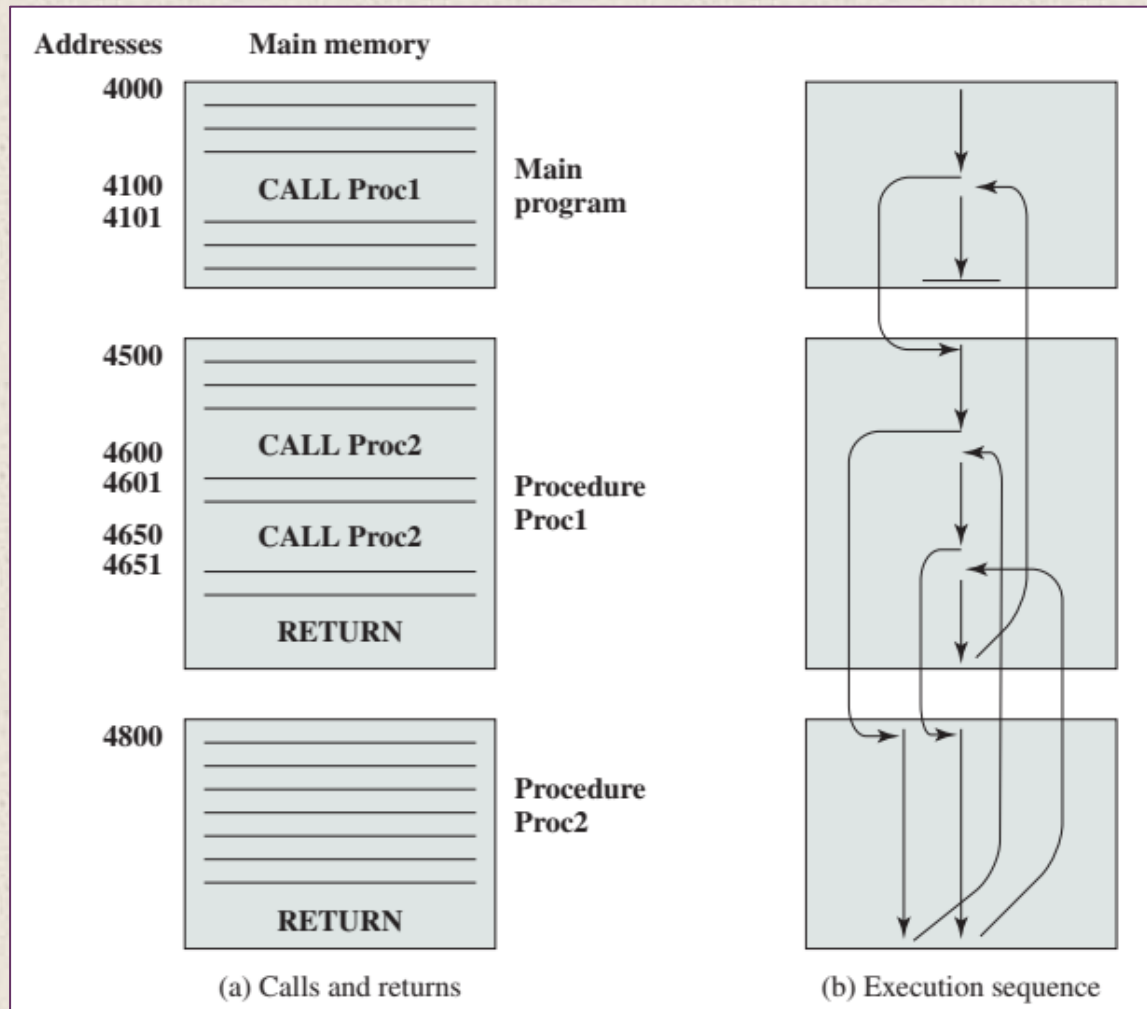 Addresses
Main memory
4000
4100
4101
CALL Proc1
Main
program
4500
4600
4601
4650
4651
CALL Proc2
CALL Proc2
RETURN
Procedure
Proc1
4800
RETURN
Procedure
Proc2
(a) Calls and returns
(b) Execution sequence